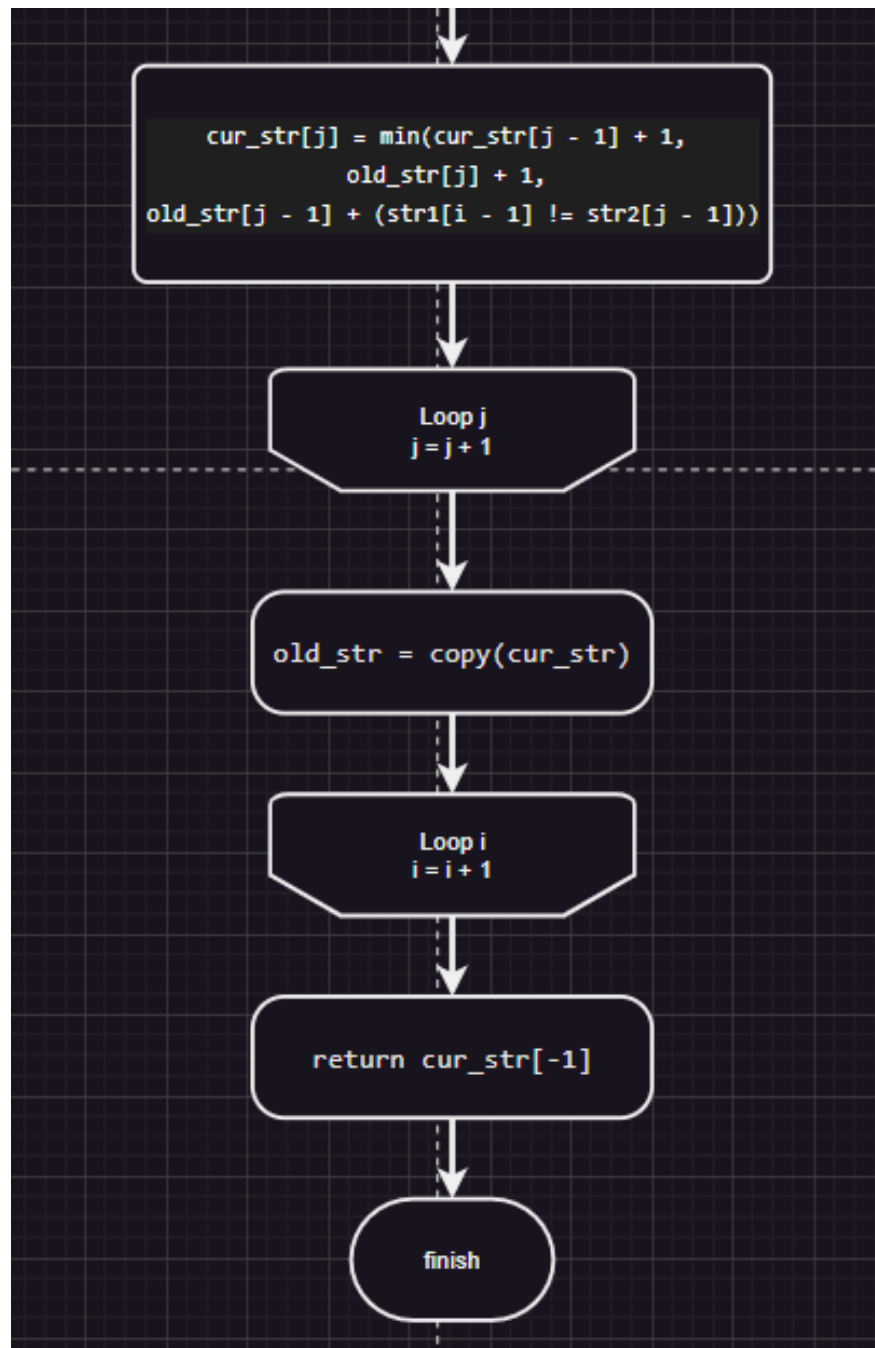 cur_str[j] = min(cur_str[j - 1] + 1,
old_str[j] + 1,
old_str[j - 1] + (str1[i - 1] != str2[j - 1]))
Loop j
j = j + 1
old_str = copy(cur_str)
Loop i
i = i + 1
return cur_str[-1]
finish